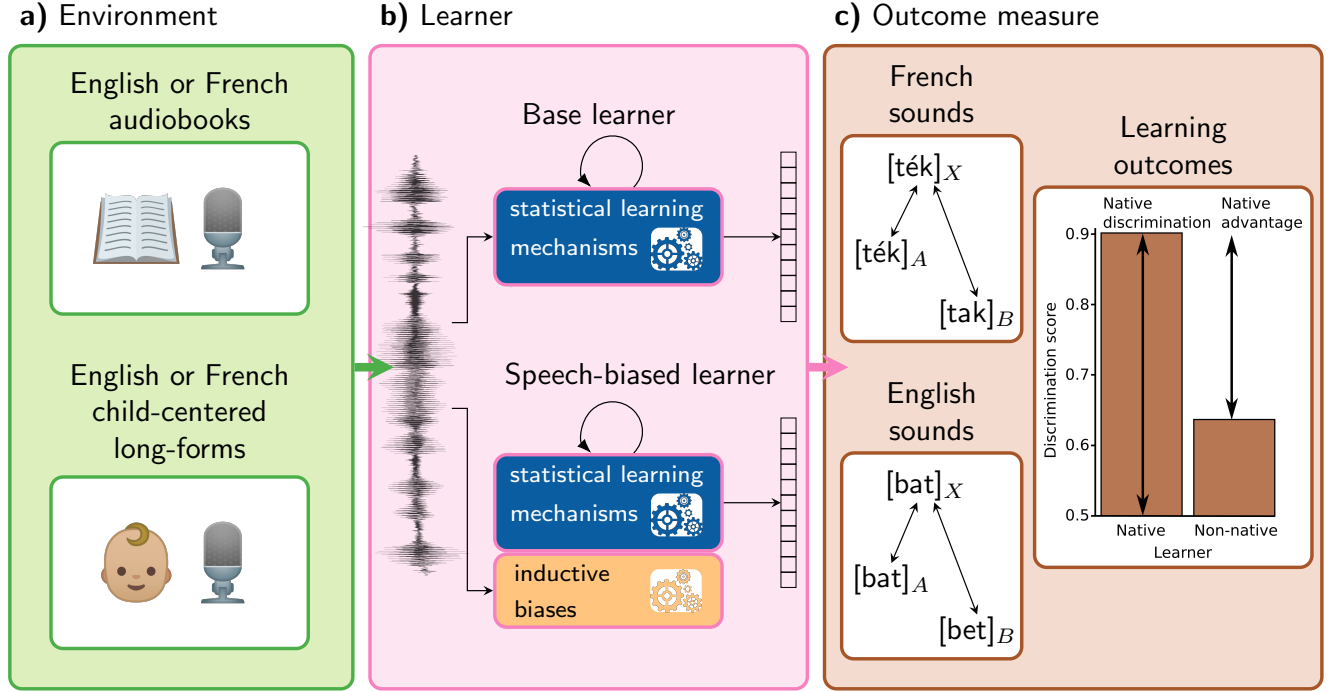 a) Environment
English or French
audiobooks
English or French
child-centered
long-forms
b) Learner
Base learner
statistical learning
mechanisms
Speech-biased learner
statistical learning
mechanisms
inductive
biases
c) Outcome measure
French
sounds
[ték]X
[ték]A
[tak]B
English
sounds
[bat]X
[bat]A
[bet]B
Learning
outcomes
Native discrimination
Native advantage
Discrimination score
0.9
0.8
0.7
0.6
0.5
Native Non-native
Learner